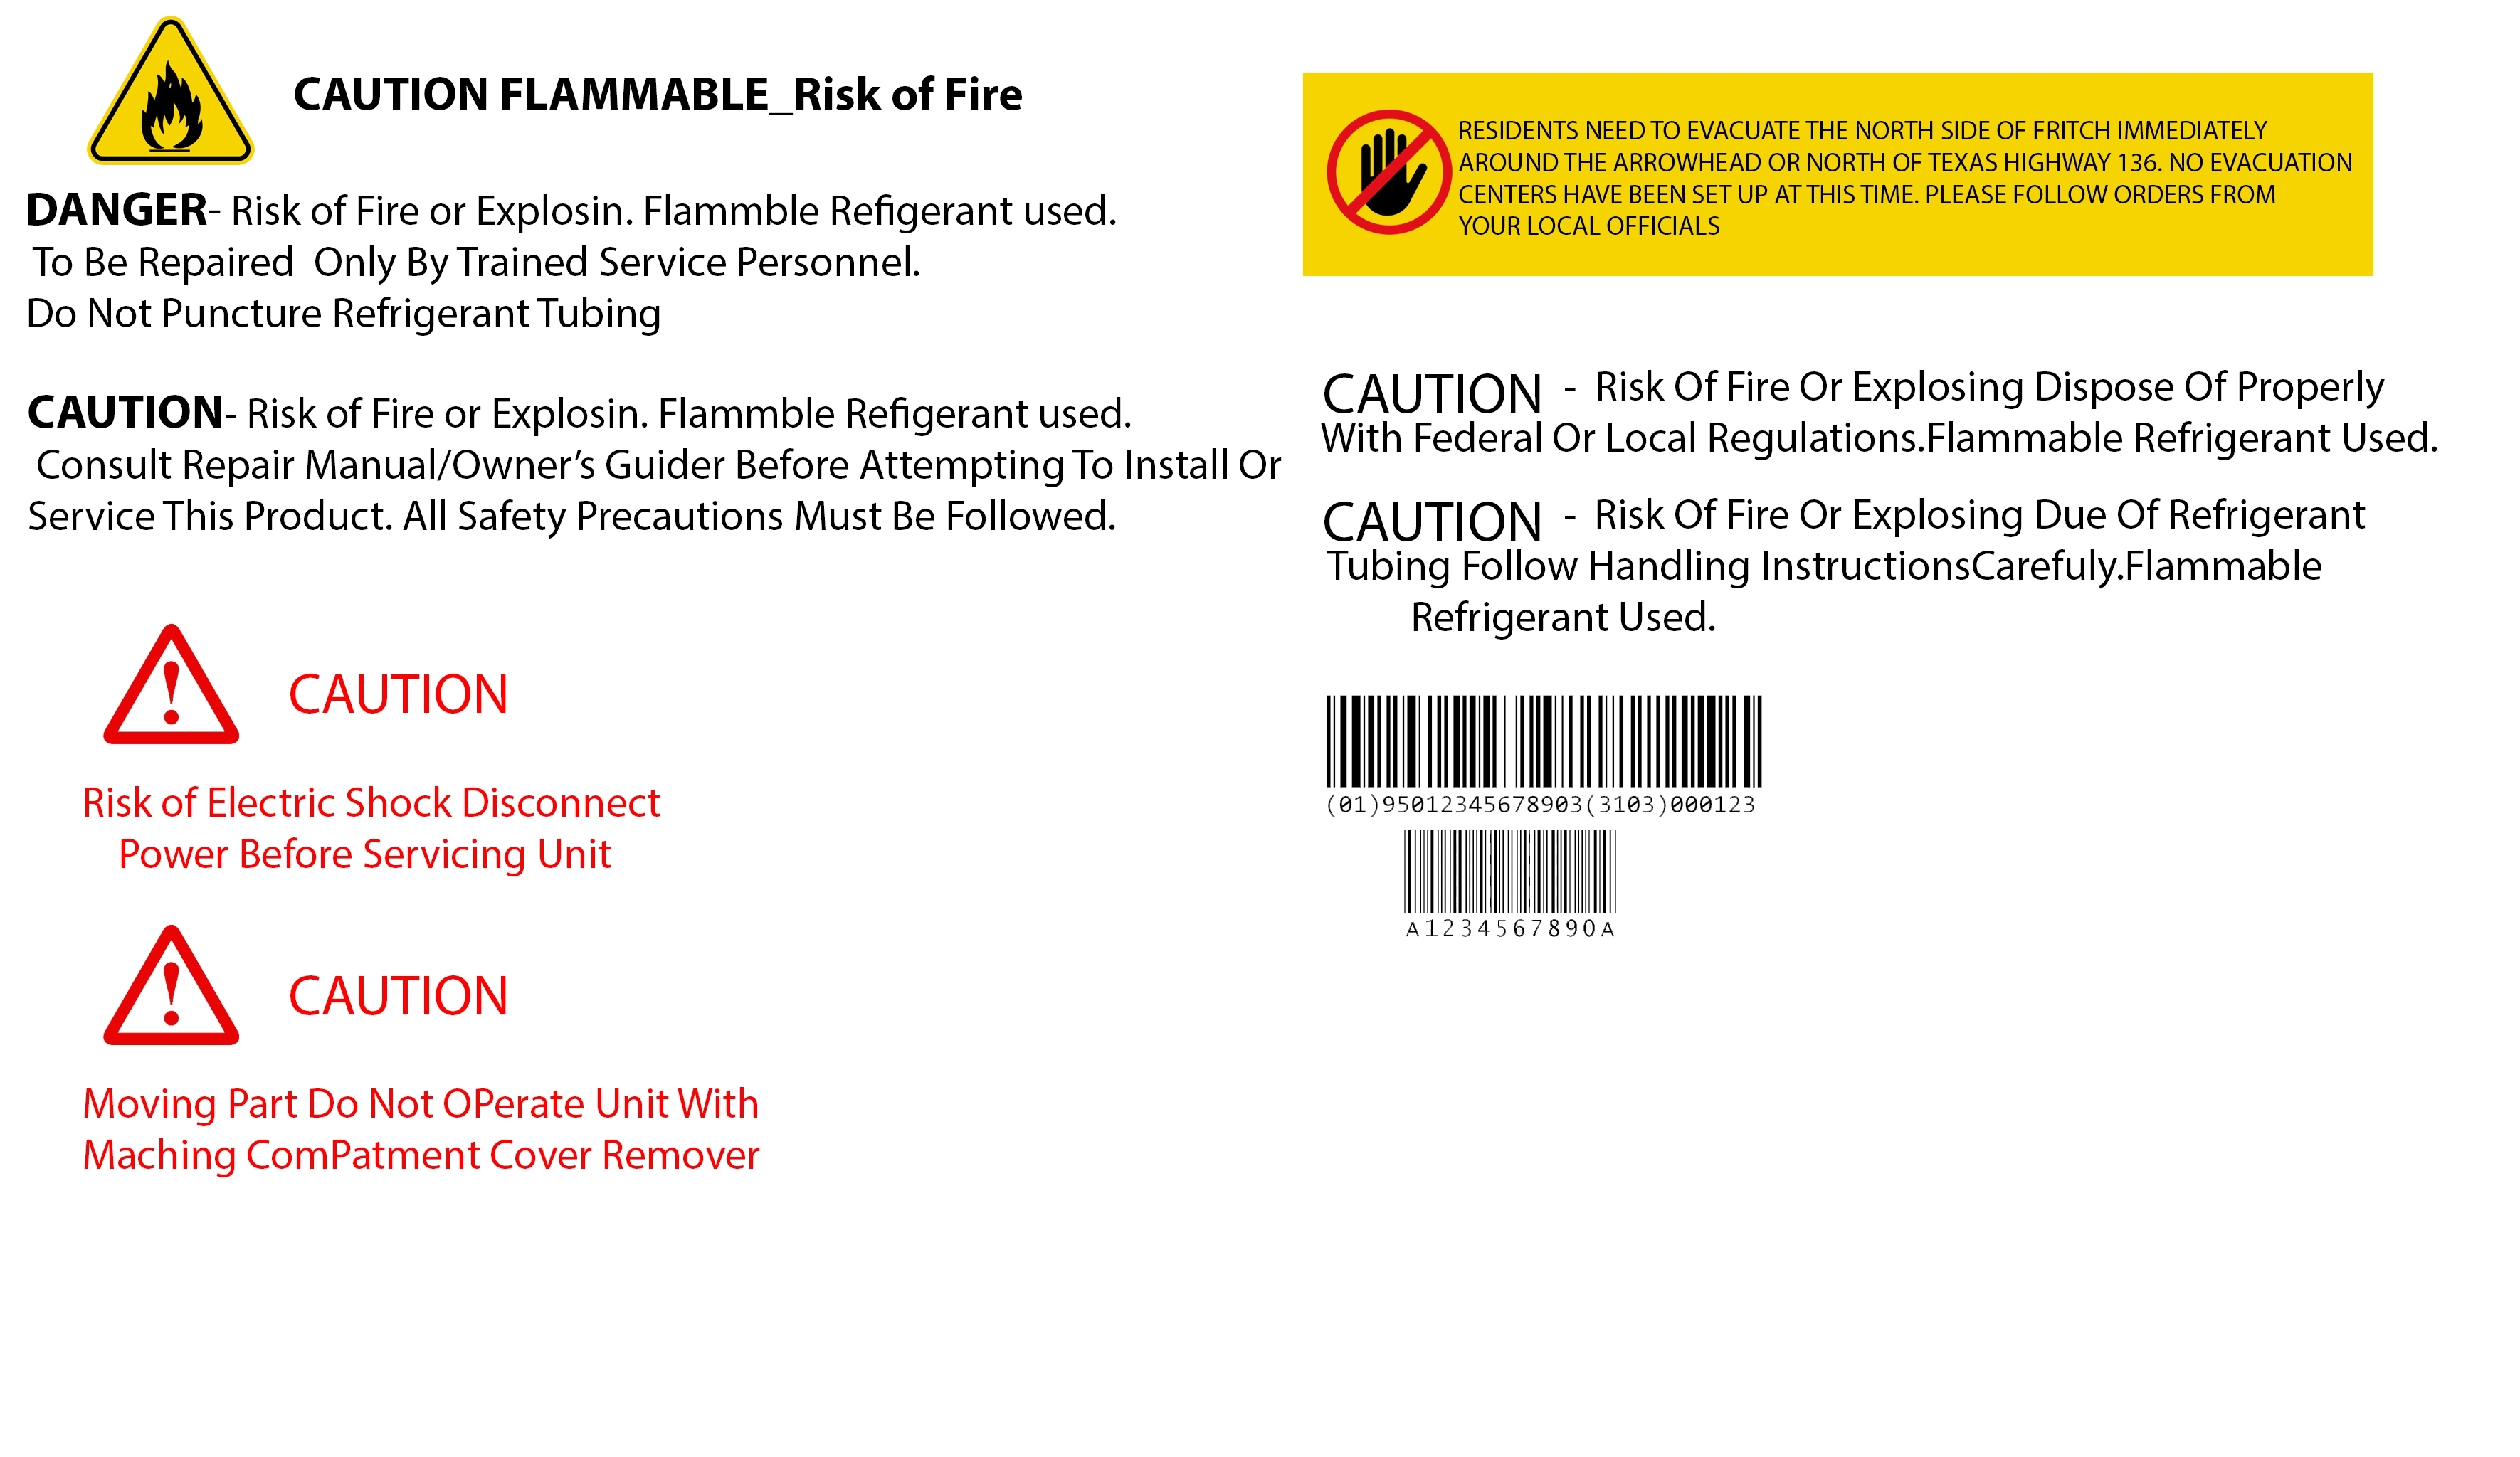 CAUTION FLAMMABLE_Risk of Fire
DANGER- Risk of Fire or Explosin. Flammble Refigerant used.
To Be Repaired Only By Trained Service Personnel.
Do Not Puncture Refrigerant Tubing
CAUTION- Risk of Fire or Explosin. Flammble Refigerant used.
Consult Repair Manual/Owner’s Guider Before Attempting To Install Or
Service This Product. All Safety Precautions Must Be Followed.
CAUTION
Risk of Electric Shock Disconnect
Power Before Servicing Unit
CAUTION
Moving Part Do Not OPerate Unit With
Maching ComPatment Cover Remover
RESIDENTS NEED TO EVACUATE THE NORTH SIDE OF FRITCH IMMEDIATELY
AROUND THE ARROWHEAD OR NORTH OF TEXAS HIGHWAY 136. NO EVACUATION
CENTERS HAVE BEEN SET UP AT THIS TIME. PLEASE FOLLOW ORDERS FROM
YOUR LOCAL OFFICIALS
CAUTION - Risk Of Fire Or Explosing Dispose Of Properly
With Federal Or Local Regulations.Flammable Refrigerant Used.
CAUTION - Risk Of Fire Or Explosing Due Of Refrigerant
Tubing Follow Handling InstructionsCarefuly.Flammable
Refrigerant Used.
(01)95012345678903(3103)000123
A1234567890A